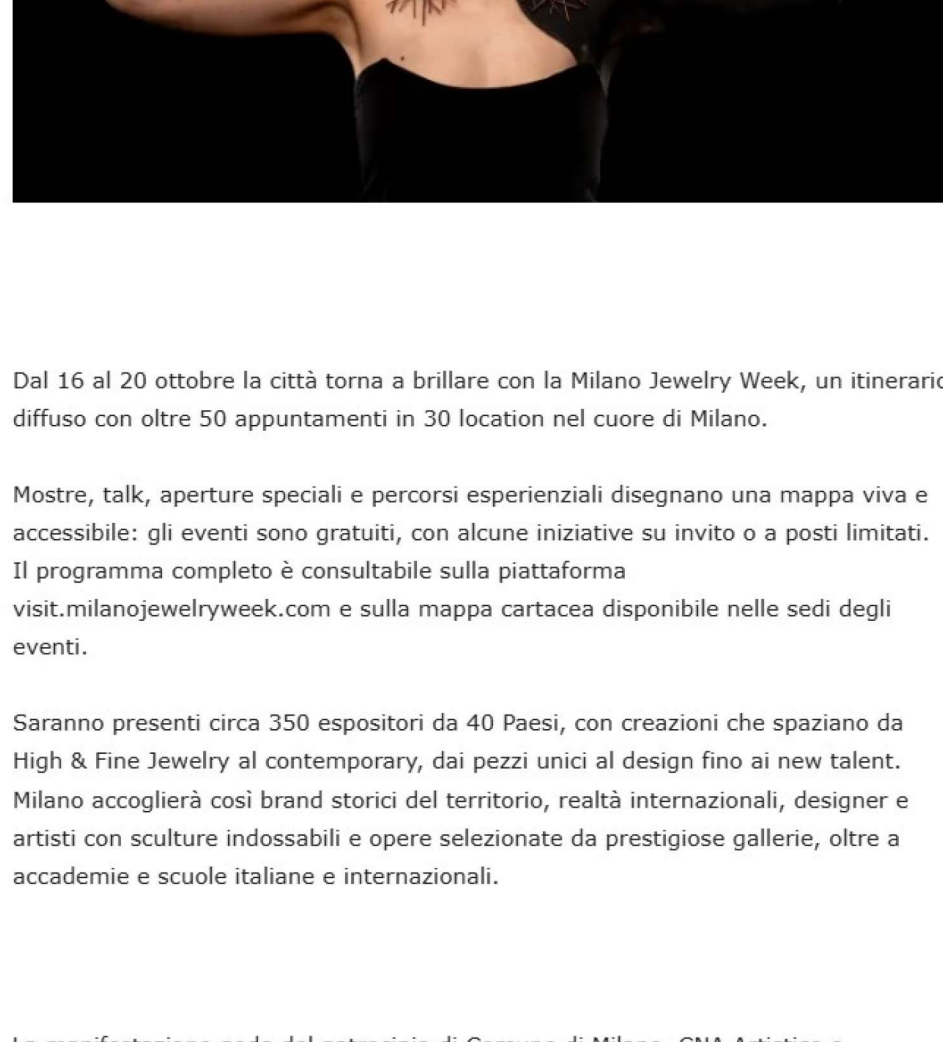 Dal 16 al 20 ottobre la città torna a brillare con la Milano Jewelry Week, un itinerario
diffuso con oltre 50 appuntamenti in 30 location nel cuore di Milano.
Mostre, talk, aperture speciali e percorsi esperienziali disegnano una mappa viva e
accessibile: gli eventi sono gratuiti, con alcune iniziative su invito o a posti limitati.
Il programma completo è consultabile sulla piattaforma
visit.milanojewelryweek.com e sulla mappa cartacea disponibile nelle sedi degli
eventi.
Saranno presenti circa 350 espositori da 40 Paesi, con creazioni che spaziano da
High & Fine Jewelry al contemporary, dai pezzi unici al design fino ai new talent.
Milano accoglierà così brand storici del territorio, realtà internazionali, designer e
artisti con sculture indossabili e opere selezionate da prestigiose gallerie, oltre a
accademie e scuole italiane e internazionali.